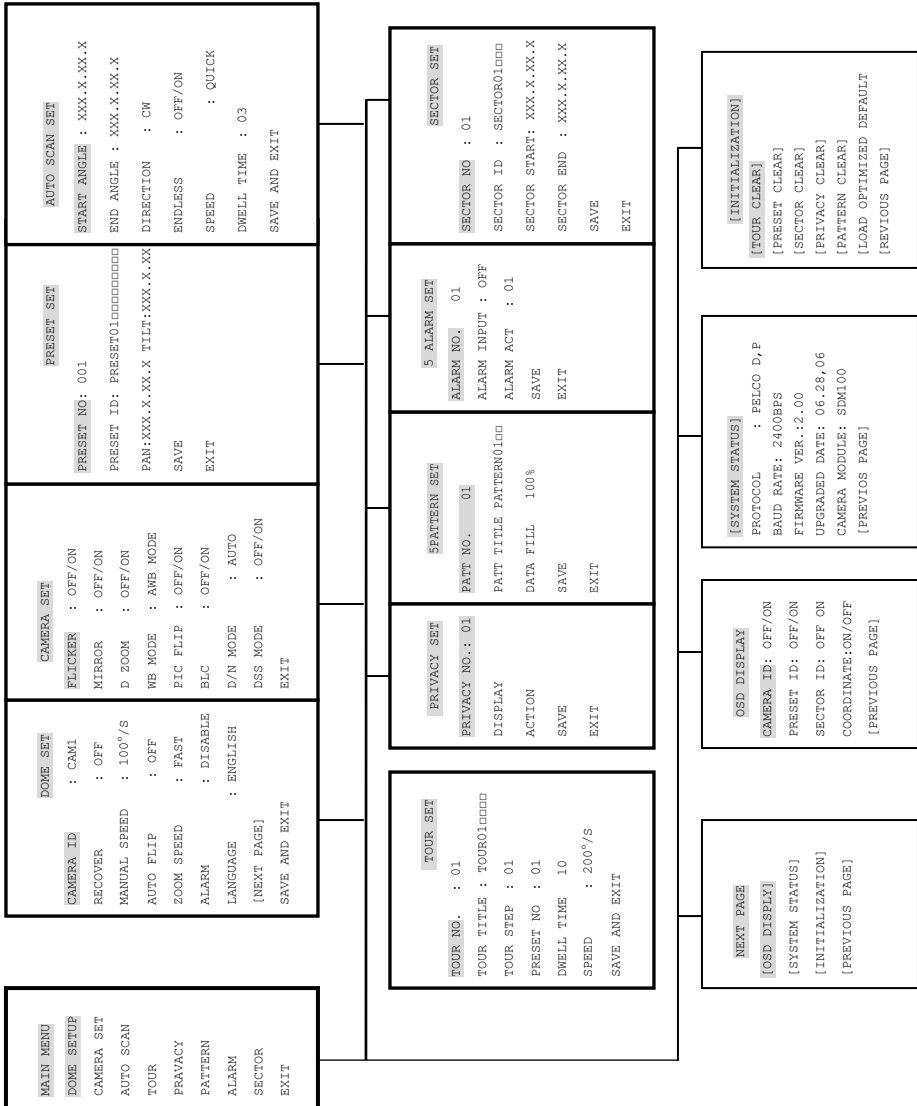 MAIN MENU
DOME SETUP
CAMERA SET
AUTO SCAN
TOUR
PRAVACY
PATTERN
ALARM
SECTOR
EXIT
DOME SET
CAMERA ID : CAM1
RECOVER : OFF
MANUAL SPEED : 100°/S
AUTO FLIP : OFF
ZOOM SPEED : FAST
ALARM : DISABLE
LANGUAGE : ENGLISH
[NEXT PAGE]
SAVE AND EXIT
CAMERA SET
FLICKER : OFF/ON
MIRROR : OFF/ON
D ZOOM : OFF/ON
WB MODE : AWB MODE
PIC FLIP : OFF/ON
BLC : OFF/ON
D/N MODE : AUTO
DSS MODE : OFF/ON
EXIT
PRESET SET
PRESET NO: 001
PRESET ID: PRESET01□□□□□□□□□□
PAN:XXX.X.XX.X TILT:XXX.X.XX
SAVE
EXIT
AUTO SCAN SET
START ANGLE : XXX.X.XX.X
END ANGLE : XXX.X.XX.X
DIRECTION : CW
ENDLESS : OFF/ON
SPEED : QUICK
DWELL TIME : 03
SAVE AND EXIT
TOUR SET
TOUR NO. : 01
TOUR TITLE : TOUR01□□□□
TOUR STEP : 01
PRESET NO : 01
DWELL TIME 10
SPEED : 200°/S
SAVE AND EXIT
PRIVACY SET
PRIVACY NO.: 01
DISPLAY
ACTION
SAVE
EXIT
5PATTERN SET
PATT NO. 01
PATT TITLE PATTERN01□□
DATA FILL 100%
SAVE
EXIT
5 ALARM SET
ALARM NO. 01
ALARM INPUT : OFF
ALARM ACT : 01
SAVE
EXIT
SECTOR SET
SECTOR NO : 01
SECTOR ID : SECTOR01□□□
SECTOR START: XXX.X.XX.X
SECTOR END : XXX.X.XX.X
SAVE
EXIT
NEXT PAGE
[OSD DISPLY]
[SYSTEM STATUS]
[INITIALIZATION]
[PREVIOUS PAGE]
OSD DISPLAY
CAMERA ID: OFF/ON
PRESET ID: OFF/ON
SECTOR ID: OFF ON
COORDINATE:ON/OFF
[PREVIOUS PAGE]
[SYSTEM STATUS]
PROTOCOL : PELCO D,P
BAUD RATE: 2400BPS
FIRMWARE VER.:2.00
UPGRADED DATE: 06.28,06
CAMERA MODULE: SDM100
[PREVIOS PAGE]
[INITIALIZATION]
[TOUR CLEAR]
[PRESET CLEAR]
[SECTOR CLEAR]
[PRIVACY CLEAR]
[PATTERN CLEAR]
[LOAD OPTIMIZED DEFAULT
[REVIOUS PAGE]